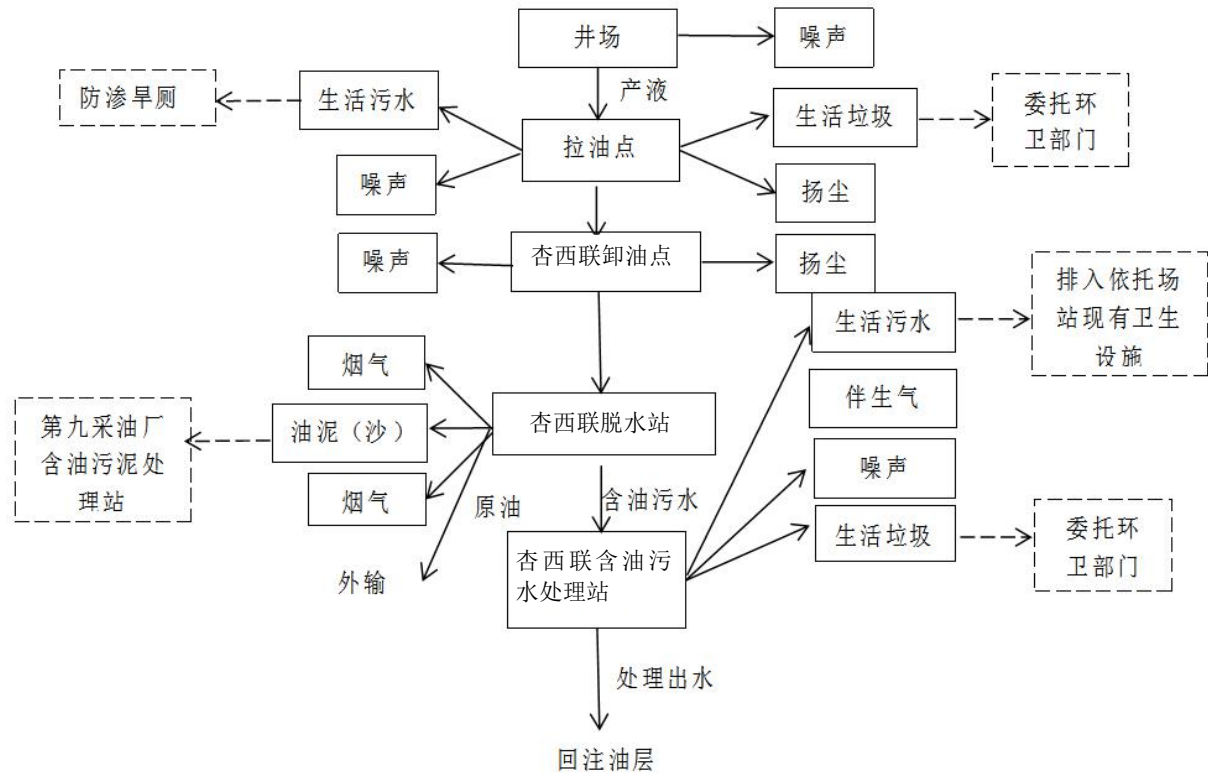 井场
噪声
防渗旱厕
生活污水
产液
生活垃圾
委托环
卫部门
拉油点
噪声
扬尘
噪声
杏西联卸油点
扬尘
生活污水
排入依托场
站现有卫生
设施
烟气
伴生气
第九采油厂
含油污泥处
理站
油泥（沙）
杏西联脱水站
噪声
烟气
原油
含油污水
生活垃圾
委托环
卫部门
外输
杏西联含油污
水处理站
处理出水
回注油层